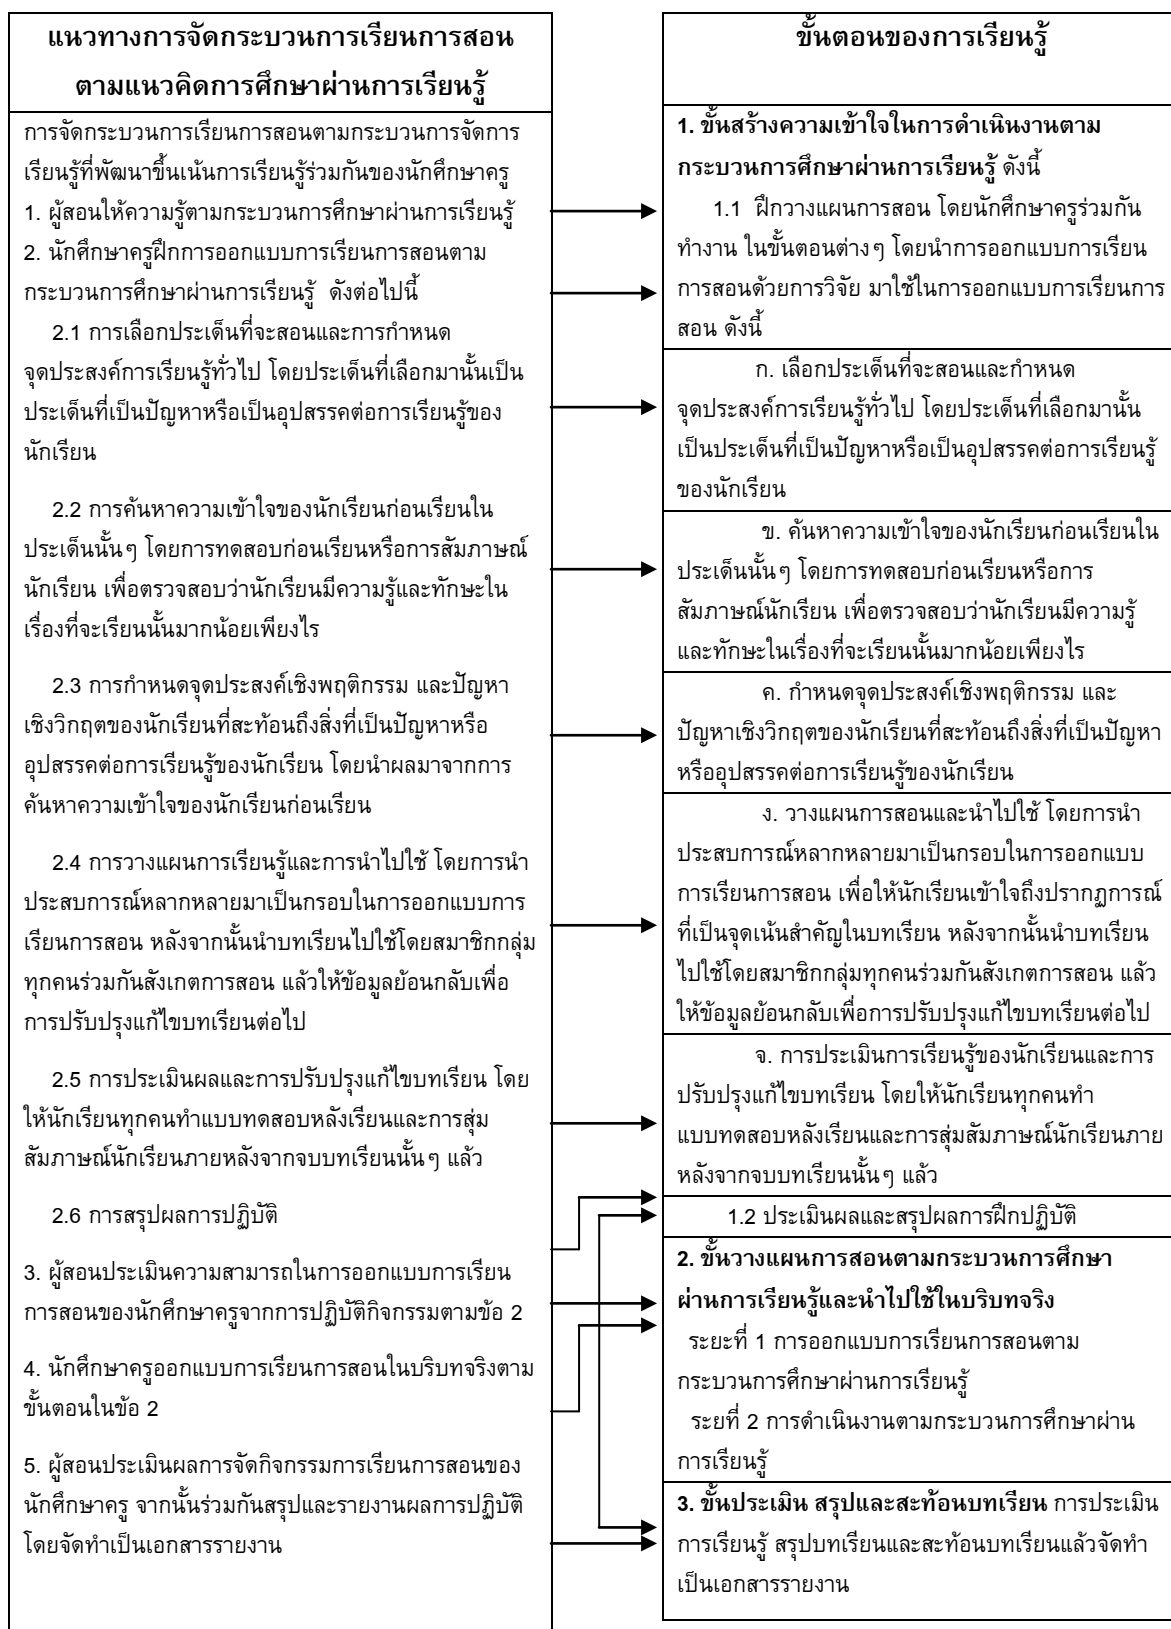 แนวทางการจัดกระบวนการเรียนการสอน
ตามแนวคิดการศึกษาผ่านการเรียนรู้
การจัดกระบวนการเรียนการสอนตามกระบวนการจัดการ
เรียนรู้ที่พัฒนาขึ้นเน้นการเรียนรู้ร่วมกันของนักศึกษาครู
1. ผู้สอนให้ความรู้ตามกระบวนการศึกษาผ่านการเรียนรู้
2. นักศึกษาครูฝึกการออกแบบการเรียนการสอนตาม
กระบวนการศึกษาผ่านการเรียนรู้ ดังต่อไปนี้
2.1 การเลือกประเด็นที่จะสอนและการกำหนด
จุดประสงค์การเรียนรู้ทั่วไป โดยประเด็นที่เลือกมานั้นเป็น
ประเด็นที่เป็นปัญหาหรือเป็นอุปสรรคต่อการเรียนรู้ของ
นักเรียน
2.2 การค้นหาความเข้าใจของนักเรียนก่อนเรียนใน
ประเด็นนั้นๆ โดยการทดสอบก่อนเรียนหรือการสัมภาษณ์
นักเรียน เพื่อตรวจสอบว่านักเรียนมีความรู้และทักษะใน
เรื่องที่จะเรียนนั้นมากน้อยเพียงไร
2.3 การกำหนดจุดประสงค์เชิงพฤติกรรม และปัญหา
เชิงวิกฤตของนักเรียนที่สะท้อนถึงสิ่งที่เป็นปัญหาหรือ
อุปสรรคต่อการเรียนรู้ของนักเรียน โดยนำผลมาจากการ
ค้นหาความเข้าใจของนักเรียนก่อนเรียน
2.4 การวางแผนการเรียนรู้และการนำไปใช้ โดยการนำ
ประสบการณ์หลากหลายมาเป็นกรอบในการออกแบบการ
เรียนการสอน หลังจากนั้นนำบทเรียนไปใช้โดยสมาชิกกลุ่ม
ทุกคนร่วมกันสังเกตการสอน แล้วให้ข้อมูลย้อนกลับเพื่อ
การปรับปรุงแก้ไขบทเรียนต่อไป
2.5 การประเมินผลและการปรับปรุงแก้ไขบทเรียน โดย
ให้นักเรียนทุกคนทำแบบทดสอบหลังเรียนและการสุ่ม
สัมภาษณ์นักเรียนภายหลังจากจบบทเรียนนั้นๆ แล้ว
2.6 การสรุปผลการปฏิบัติ
3. ผู้สอนประเมินความสามารถในการออกแบบการเรียน
การสอนของนักศึกษาครูจากการปฏิบัติกิจกรรมตามข้อ 2
4. นักศึกษาครูออกแบบการเรียนการสอนในบริบทจริงตาม
ขั้นตอนในข้อ 2
5. ผู้สอนประเมินผลการจัดกิจกรรมการเรียนการสอนของ
นักศึกษาครู จากนั้นร่วมกันสรุปและรายงานผลการปฏิบัติ
โดยจัดทำเป็นเอกสารรายงาน
ขั้นตอนของการเรียนรู้
1. ขั้นสร้างความเข้าใจในการดำเนินงานตาม
กระบวนการศึกษาผ่านการเรียนรู้ ดังนี้
1.1 ฝึกวางแผนการสอน โดยนักศึกษาครูร่วมกัน
ทำงาน ในขั้นตอนต่างๆ โดยนำการออกแบบการเรียน
การสอนด้วยการวิจัย มาใช้ในการออกแบบการเรียนการ
สอน ดังนี้
ก. เลือกประเด็นที่จะสอนและกำหนด
จุดประสงค์การเรียนรู้ทั่วไป โดยประเด็นที่เลือกมานั้น
เป็นประเด็นที่เป็นปัญหาหรือเป็นอุปสรรคต่อการเรียนรู้
ของนักเรียน
ข. ค้นหาความเข้าใจของนักเรียนก่อนเรียนใน
ประเด็นนั้นๆ โดยการทดสอบก่อนเรียนหรือการ
สัมภาษณ์นักเรียน เพื่อตรวจสอบว่านักเรียนมีความรู้
และทักษะในเรื่องที่จะเรียนนั้นมากน้อยเพียงไร
ค. กำหนดจุดประสงค์เชิงพฤติกรรม และ
ปัญหาเชิงวิกฤตของนักเรียนที่สะท้อนถึงสิ่งที่เป็นปัญหา
หรืออุปสรรคต่อการเรียนรู้ของนักเรียน
ง. วางแผนการสอนและนำไปใช้ โดยการนำ
ประสบการณ์หลากหลายมาเป็นกรอบในการออกแบบ
การเรียนการสอน เพื่อให้นักเรียนเข้าใจถึงปรากฏการณ์
ที่เป็นจุดเน้นสำคัญในบทเรียน หลังจากนั้นนำบทเรียน
ไปใช้โดยสมาชิกกลุ่มทุกคนร่วมกันสังเกตการสอน แล้ว
ให้ข้อมูลย้อนกลับเพื่อการปรับปรุงแก้ไขบทเรียนต่อไป
จ. การประเมินการเรียนรู้ของนักเรียนและการ
ปรับปรุงแก้ไขบทเรียน โดยให้นักเรียนทุกคนทำ
แบบทดสอบหลังเรียนและการสุ่มสัมภาษณ์นักเรียนภาย
หลังจากจบบทเรียนนั้นๆ แล้ว
1.2 ประเมินผลและสรุปผลการฝึกปฏิบัติ
2. ขั้นวางแผนการสอนตามกระบวนการศึกษา
ผ่านการเรียนรู้และนำไปใช้ในบริบทจริง
ระยะที่ 1 การออกแบบการเรียนการสอนตาม
กระบวนการศึกษาผ่านการเรียนรู้
ระยที่ 2 การดำเนินงานตามกระบวนการศึกษาผ่าน
การเรียนรู้
3. ขั้นประเมิน สรุปและสะท้อนบทเรียน การประเมิน
การเรียนรู้ สรุปบทเรียนและสะท้อนบทเรียนแล้วจัดทำ
เป็นเอกสารรายงาน